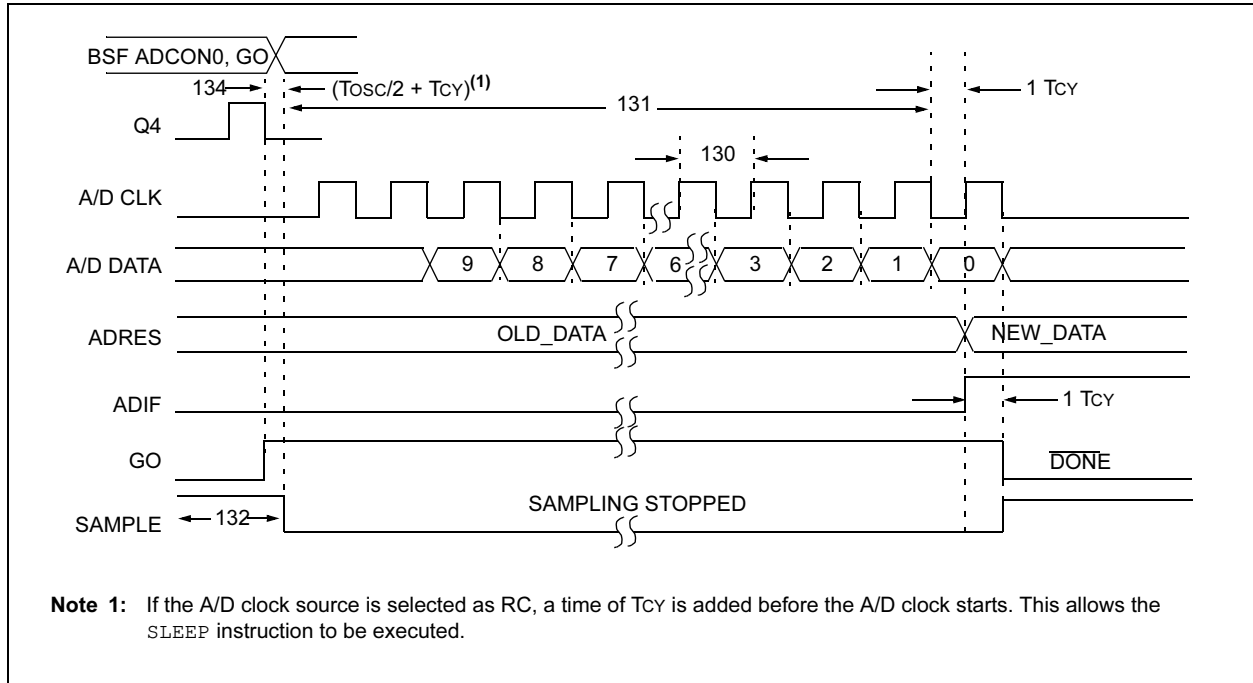 BSF ADCON0, GO
134 (TOSC/2 + TCY)(1) 1 TCY
131
Q4
130
A/D CLK
A/D DATA 9 8 7 6 3 2 1 0
ADRES OLD_DATA NEW_DATA
ADIF 1 TCY
GO DONE
SAMPLE 132 SAMPLING STOPPED
Note 1: If the A/D clock source is selected as RC, a time of TCY is added before the A/D clock starts. This allows the
SLEEP instruction to be executed.